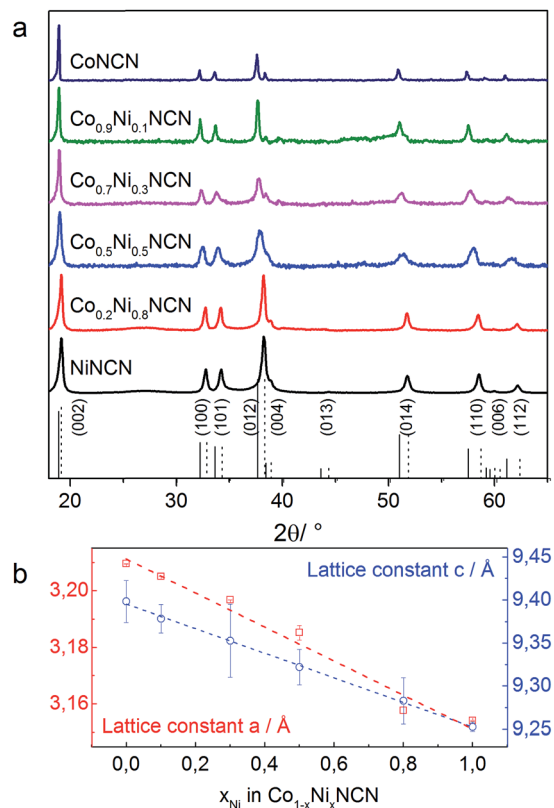 a
CoNCN
Co0.9Ni0.1NCN
Co0.7Ni0.3NCN
Co0.5Ni0.5NCN
Co0.2Ni0.8NCN
NiNCN
(002) (100) (101) (012) (004) (013) (014) (110) (006) (112)
20 30 40 50 60
2θ/ °
b
Lattice constant c / Å
Lattice constant a / Å
3,20
3,18
3,16
9,45
9,40
9,35
9,30
9,25
0,0 0,2 0,4 0,6 0,8 1,0
xNi in Co1-xNixNCN